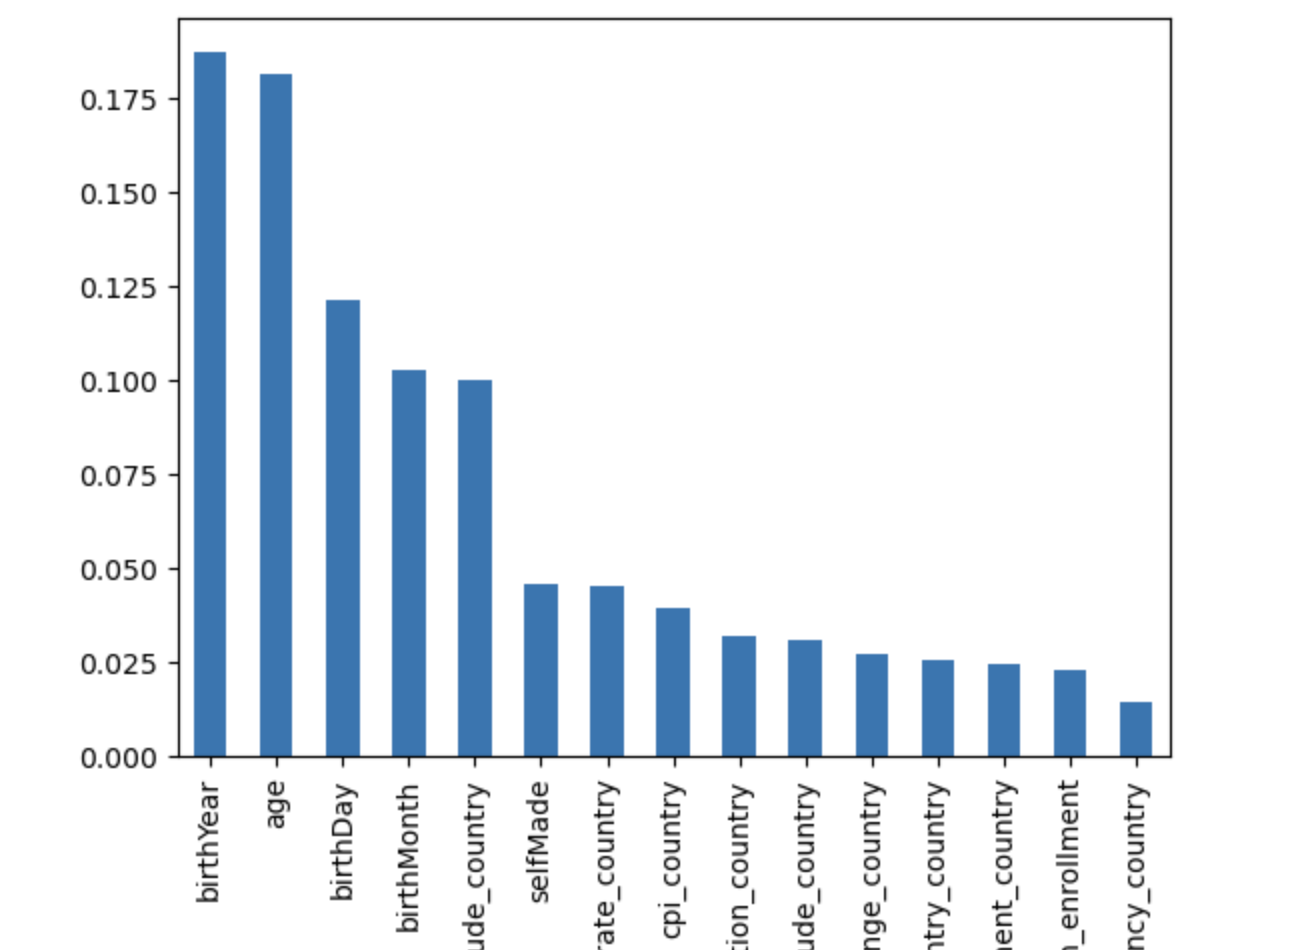 0.175
0.150
0.125
0.100
0.075
0.050
0.025
0.000
birthYear
age
birthDay
birthMonth
ude_country
selfMade
rate_country
cpi_country
tion_country
ude_country
nge_country
ntry_country
ent_country
n_enrollment
ncy_country